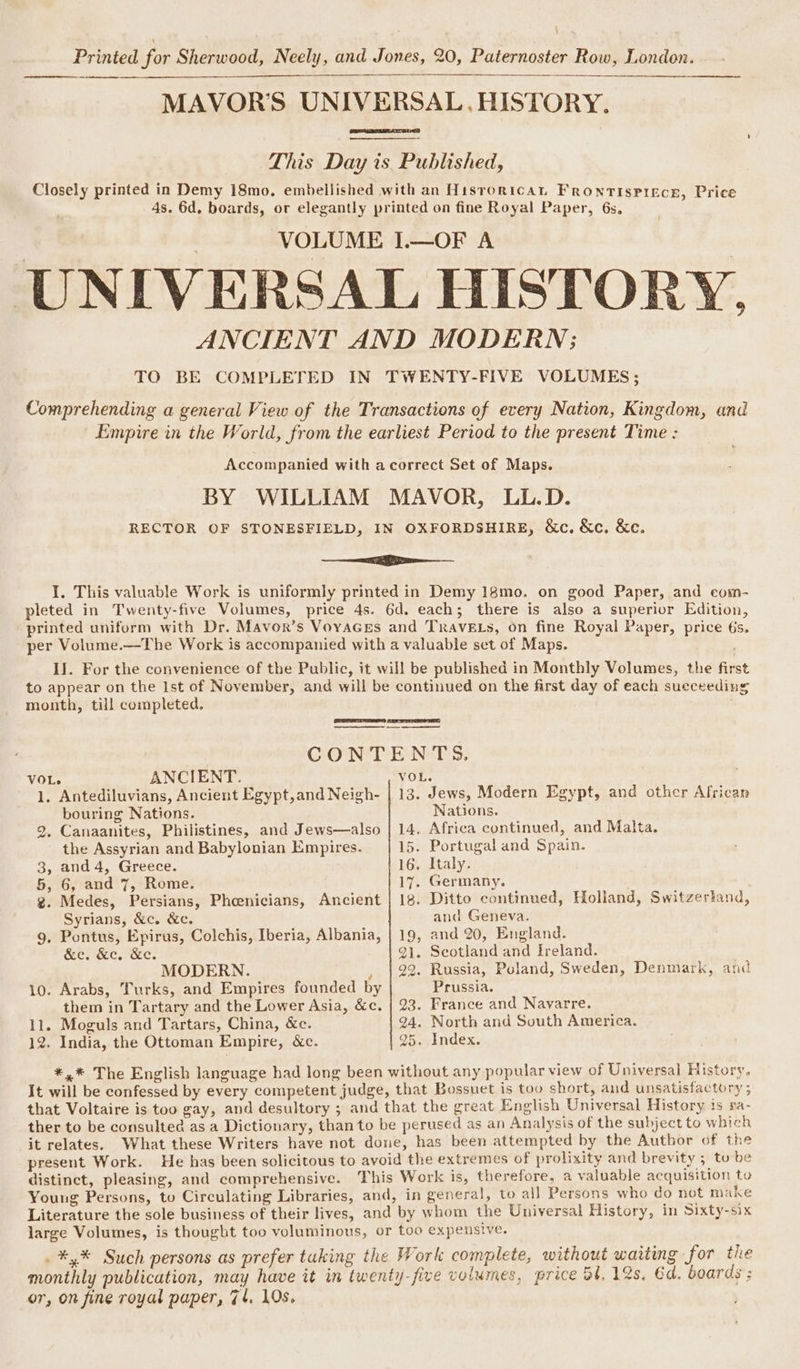 Printed for Sherwood, Neely, and Jones, 20, Paternoster Row, London.
MAVOR'S UNIVERSAL HISTORY.
This Day is Published,
Closely printed in Demy 18mo. embellished with an HISTORICAL FRONTISPIECE, Price
4s. 6d. boards, or elegantly printed on fine Royal Paper, 6s.
VOLUME I.—OF A
UNIVERSAL HISTORY,
ANCIENT AND MODERN;
TO BE COMPLETED IN TWENTY-FIVE VOLUMES;
Comprehending a general View of the Transactions of every Nation, Kingdom, and
Empire in the World, from the earliest Period to the present Time:
Accompanied with a correct Set of Maps.
BY WILLIAM MAVOR, LL.D.
RECTOR OF STONESFIELD, IN OXFORDSHIRE, &c. &c. &c.
I. This valuable Work is uniformly printed in Demy 18mo. on good Paper, and com-
pleted in Twenty-five Volumes, price 4s. 6d. each; there is also a superior Edition,
printed uniform with Dr. Mavor's VOYAGES and TRAVELS, on fine Royal Paper, price 6s.
per Volume.—The Work is accompanied with a valuable set of Maps.
II. For the convenience of the Public, it will be published in Monthly Volumes, the first
to appear on the 1st of November, and will be continued on the first day of each succeeding
month, till completed.
CONTENTS.
VOL. ANCIENT.
1. Antediluvians, Ancient Egypt, and Neigh-
bouring Nations.
2. Canaanites, Philistines, and Jews—also
the Assyrian and Babylonian Empires.
3, and 4, Greece.
5, 6, and 7, Rome.
8. Medes, Persians, Phœnicians, Ancient
Syrians, &c. &c.
9. Pontus, Epirus, Colchis, Iberia, Albania,
&c. &c. &c.
MODERN.
10. Arabs, Turks, and Empires founded by
them in Tartary and the Lower Asia, &c.
11. Moguls and Tartars, China, &c.
12. India, the Ottoman Empire, &c.
VOL.
13. Jews, Modern Egypt, and other African
Nations.
14. Africa continued, and Malta.
15. Portugal and Spain.
16. Italy.
17. Germany.
18. Ditto continued, Holland, Switzerland,
and Geneva.
19, and 20, England.
21. Scotland and Ireland.
22. Russia, Poland, Sweden, Denmark, and
Prussia.
23. France and Navarre.
24. North and South America.
25. Index.
*** The English language had long been without any popular view of Universal History.
It will be confessed by every competent judge, that Bossuet is too short, and unsatisfactory;
that Voltaire is too gay, and desultory; and that the great English Universal History is ra-
ther to be consulted as a Dictionary, than to be perused as an Analysis of the subject to which
it relates. What these Writers have not done, has been attempted by the Author of the
present Work. He has been solicitous to avoid the extremes of prolixity and brevity; to be
distinct, pleasing, and comprehensive. This Work is, therefore, a valuable acquisition to
Young Persons, to Circulating Libraries, and, in general, to all Persons who do not make
Literature the sole business of their lives, and by whom the Universal History, in Sixty-six
large Volumes, is thought too voluminous, or too expensive.
*** Such persons as prefer taking the Work complete, without waiting for the
monthly publication, may have it in twenty-five volumes, price 5l. 12s. 6d. boards;
or, on fine royal paper, 7l. 10s.